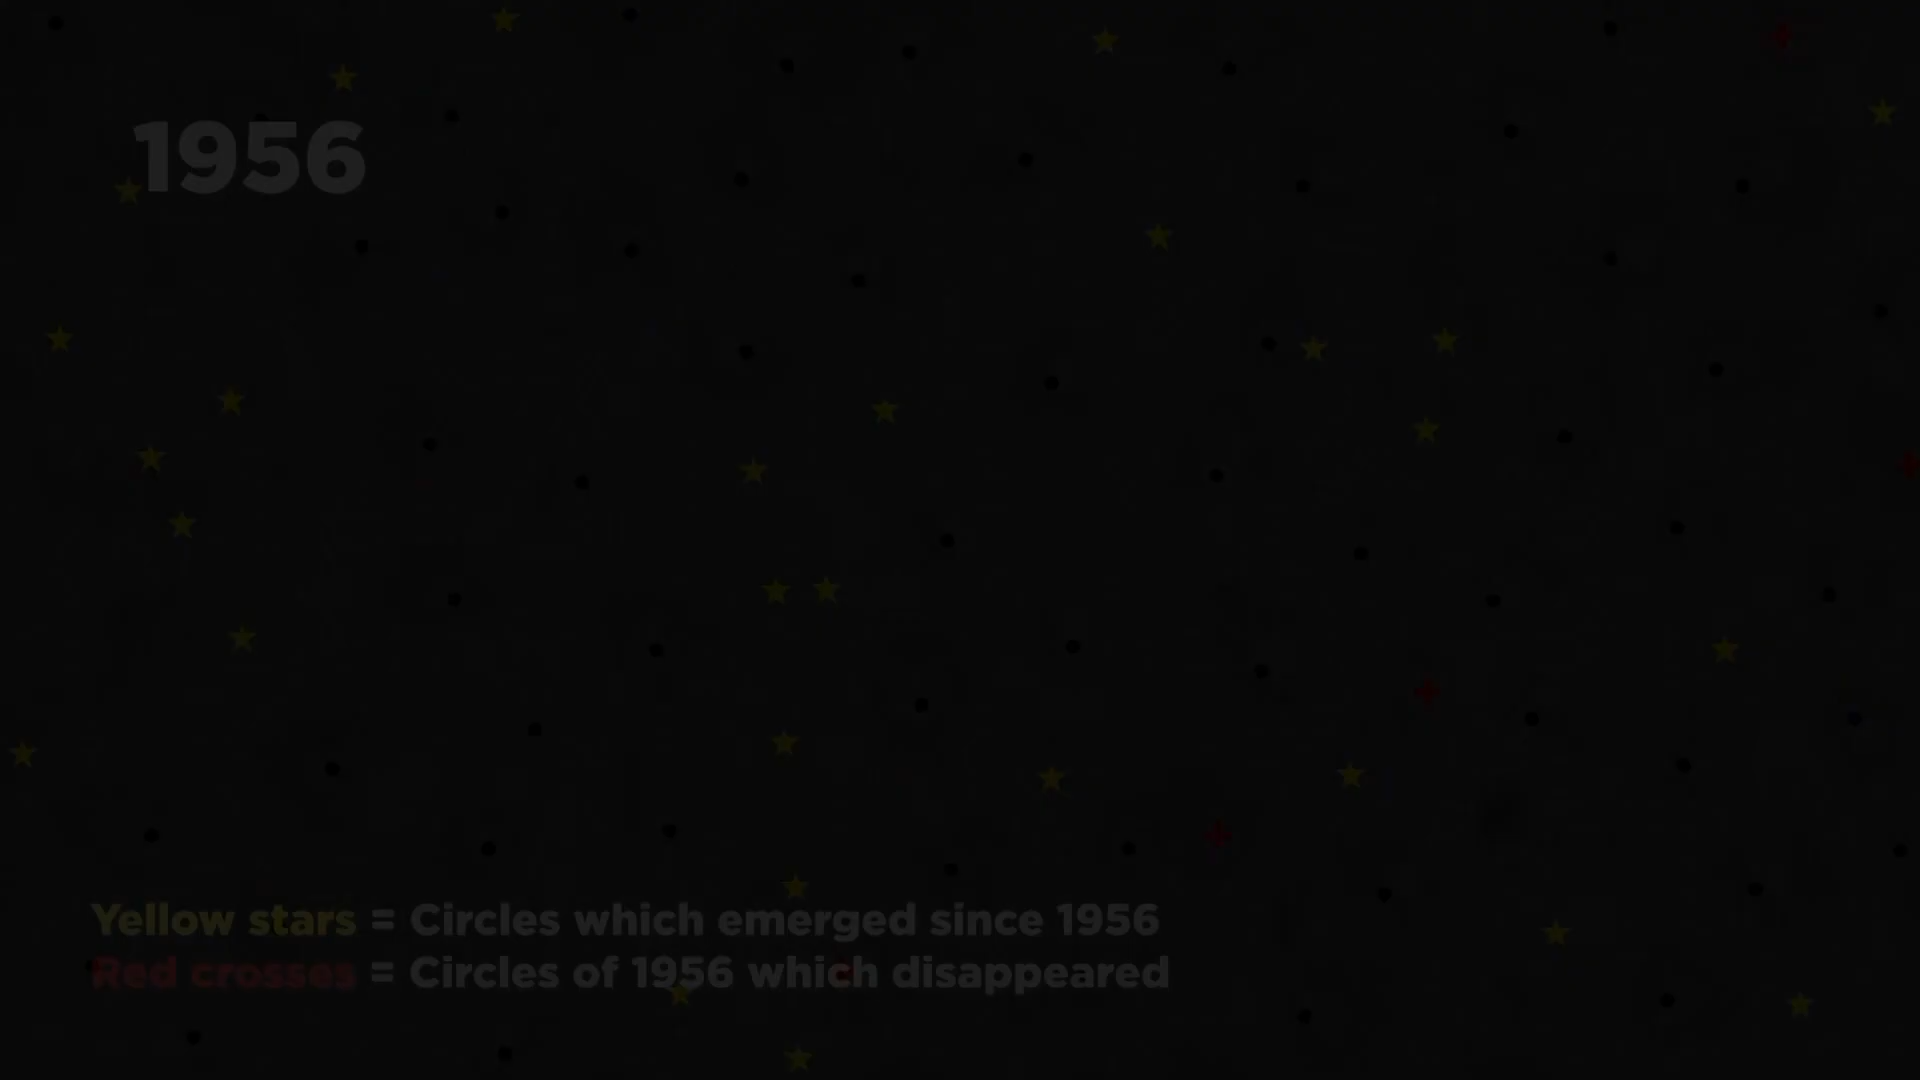 1956
Yellow stars = Circles which emerged since 1956
Red crosses = Circles of 1956 which disappeared